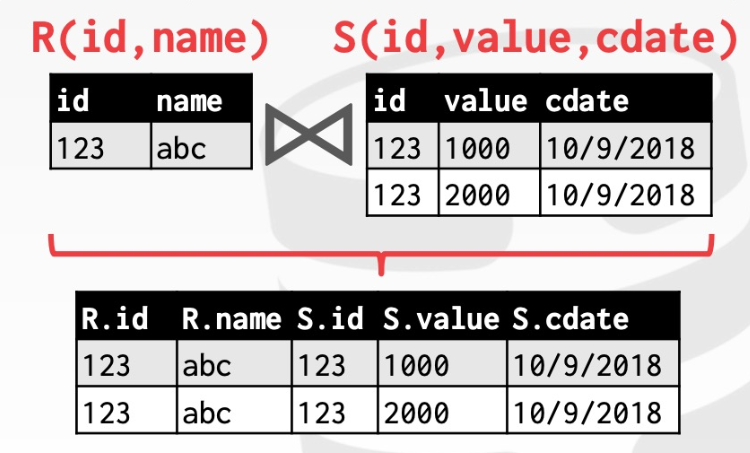 R(id,name) S(id,value,cdate)
id name
123 abc
id value cdate
123 1000 10/9/2018
123 2000 10/9/2018
R.id R.name S.id S.value S.cdate
123 abc 123 1000 10/9/2018
123 abc 123 2000 10/9/2018